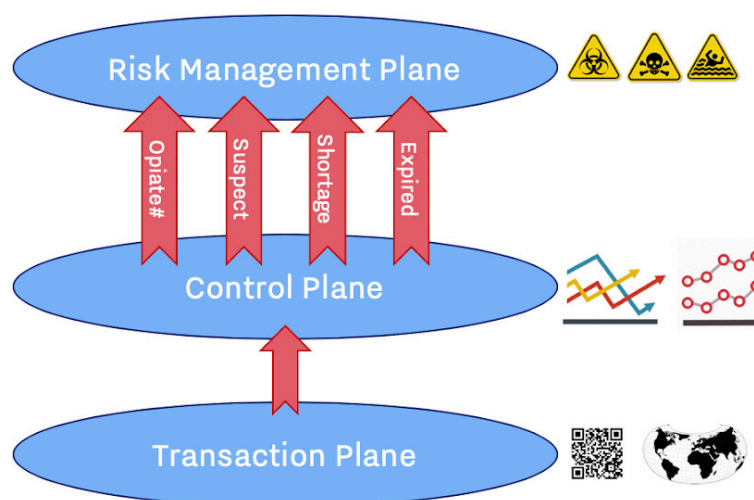 Risk Management Plane
Opiate#
Suspect
Shortage
Expired
Control Plane
Transaction Plane